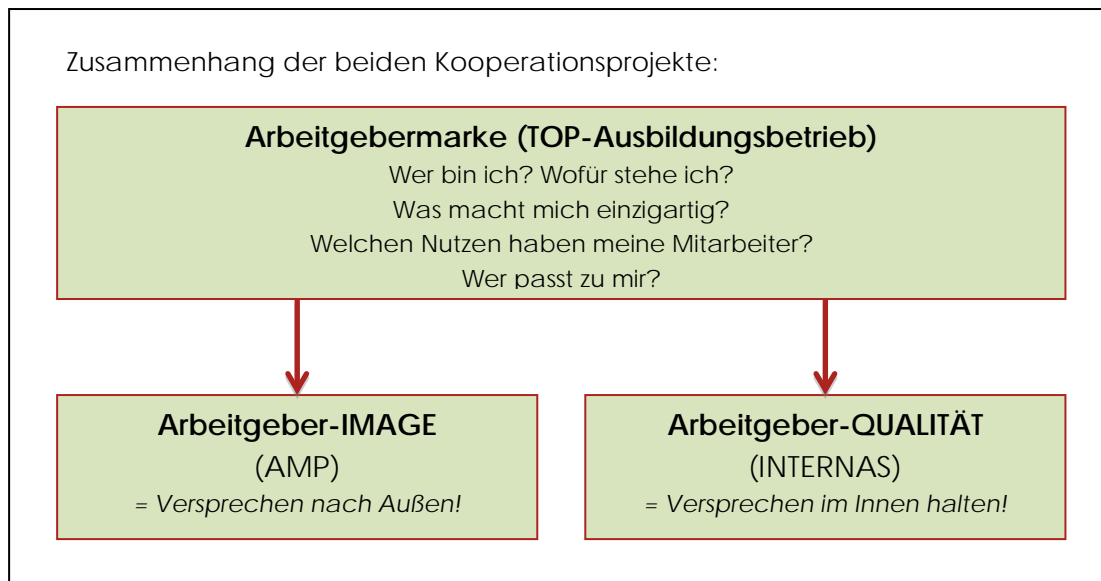 Zusammenhang der beiden Kooperationsprojekte:
Arbeitgebermarke (TOP-Ausbildungsbetrieb)
Wer bin ich? Wofür stehe ich?
Was macht mich einzigartig?
Welchen Nutzen haben meine Mitarbeiter?
Wer passt zu mir?
Arbeitgeber-IMAGE
(AMP)
= Versprechen nach Außen!
Arbeitgeber-QUALITÄT
(INTERNAS)
= Versprechen im Innen halten!